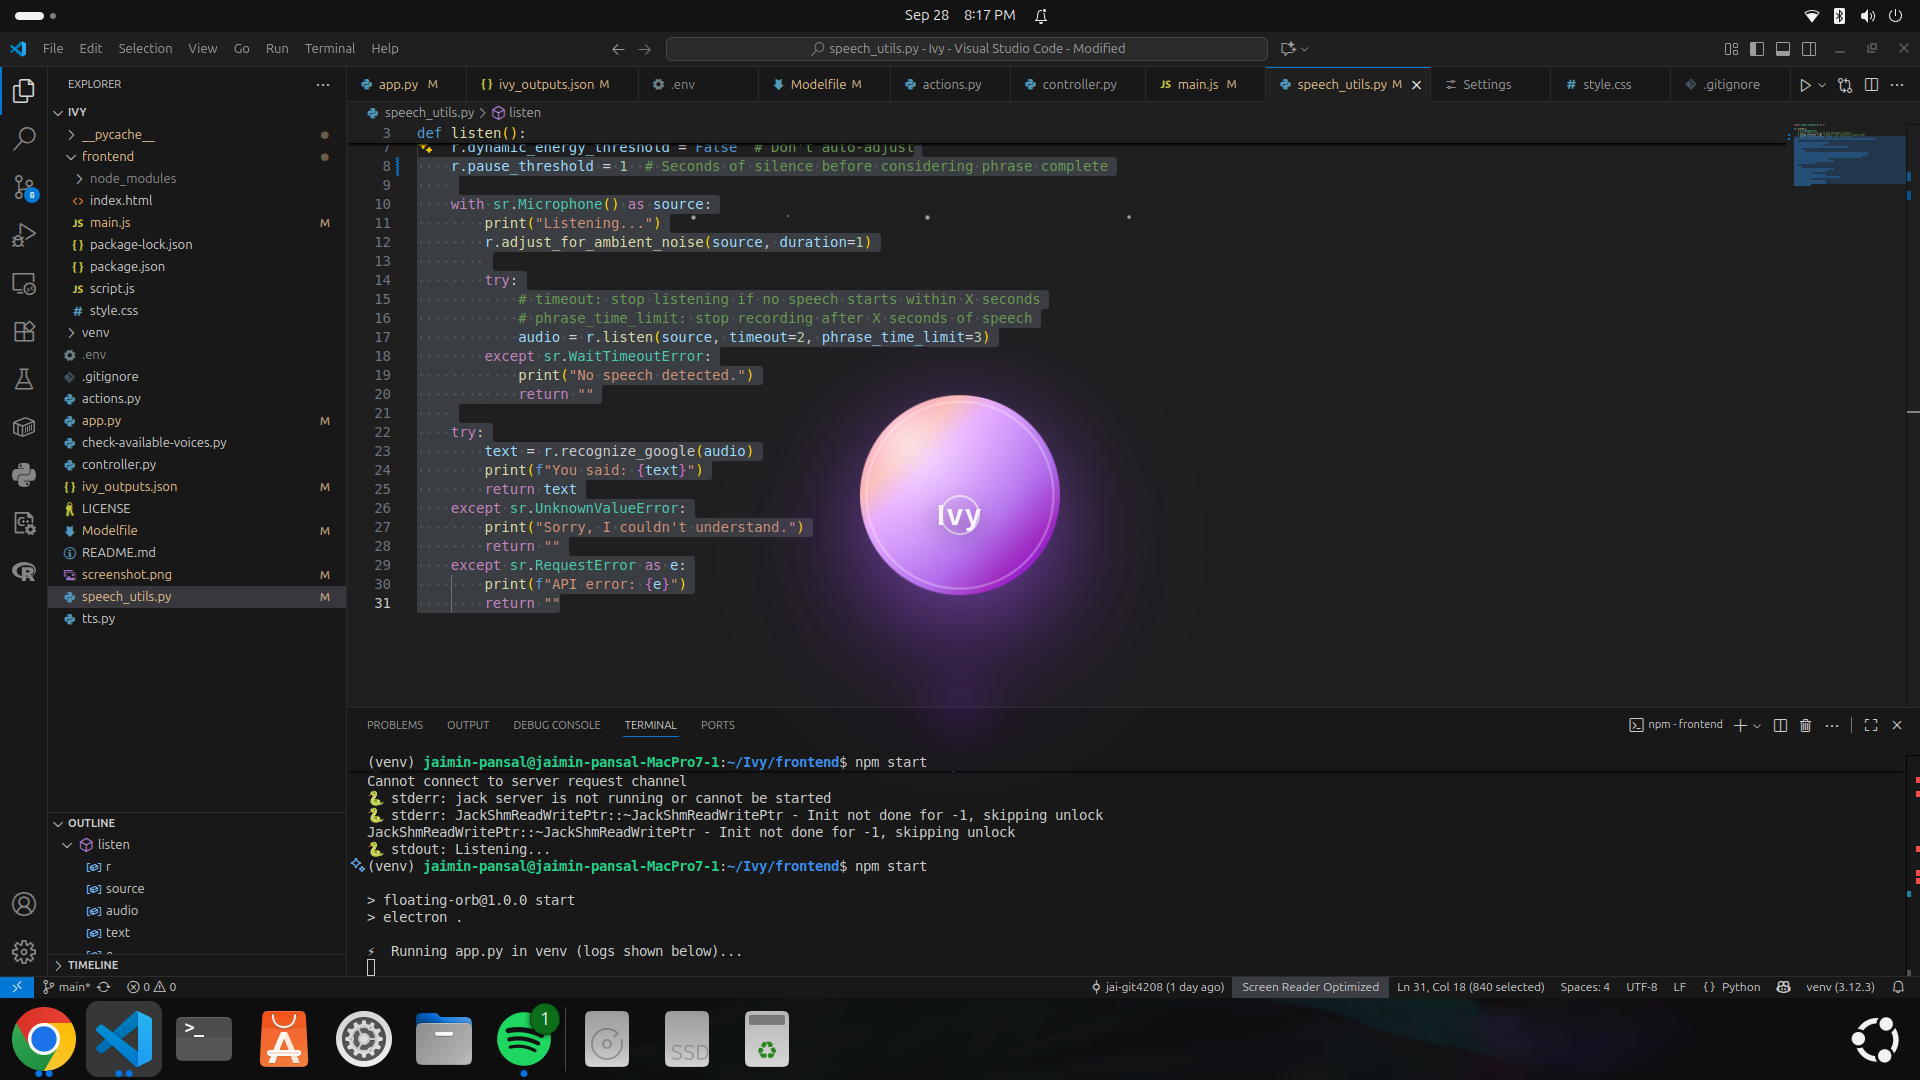 Sep 28 8:17 PM
File Edit Selection View Go Run Terminal Help
speech_utils.py - Ivy - Visual Studio Code - Modified
EXPLORER
app.py M
ivy_outputs.json M
.env
Modelfile M
actions.py
controller.py
main.js M
speech_utils.py M
Settings
style.css
.gitignore
speech_utils.py > listen
IVY
__pycache__
frontend
node_modules
index.html
main.js M
package-lock.json
package.json
script.js
style.css
venv
.env
.gitignore
actions.py
app.py M
check-available-voices.py
controller.py
ivy_outputs.json M
LICENSE
Modelfile M
README.md
screenshot.png M
speech_utils.py M
tts.py
8
OUTLINE
listen
r
source
audio
text
TIMELINE
3 def listen():
7 r.dynamic_energy_threshold = False # Don't auto-adjust
8 r.pause_threshold = 1 # Seconds of silence before considering phrase complete
9
10 with sr.Microphone() as source:
11 print("Listening...")
12 r.adjust_for_ambient_noise(source, duration=1)
13
14 try:
15 # timeout: stop listening if no speech starts within X seconds
16 # phrase_time_limit: stop recording after X seconds of speech
17 audio = r.listen(source, timeout=2, phrase_time_limit=3)
18 except sr.WaitTimeoutError:
19 print("No speech detected.")
20 return ""
21
22 try:
23 text = r.recognize_google(audio)
24 print(f"You said: {text}")
25 return text
26 except sr.UnknownValueError:
27 print("Sorry, I couldn't understand.")
28 return ""
29 except sr.RequestError as e:
30 print(f"API error: {e}")
31 return ""
Ivy
PROBLEMS OUTPUT DEBUG CONSOLE TERMINAL PORTS
npm - frontend
(venv) jaimin-pansal@jaimin-pansal-MacPro7-1:~/Ivy/frontend$ npm start
Cannot connect to server request channel
stderr: jack server is not running or cannot be started
stderr: JackShmReadWritePtr::~JackShmReadWritePtr - Init not done for -1, skipping unlock
JackShmReadWritePtr::~JackShmReadWritePtr - Init not done for -1, skipping unlock
stdout: Listening...
(venv) jaimin-pansal@jaimin-pansal-MacPro7-1:~/Ivy/frontend$ npm start
> floating-orb@1.0.0 start
> electron .
Running app.py in venv (logs shown below)...
main* 0 0
jai-git4208 (1 day ago)
Screen Reader Optimized
Ln 31, Col 18 (840 selected)
Spaces: 4
UTF-8
LF
{} Python
venv (3.12.3)
1
SSD